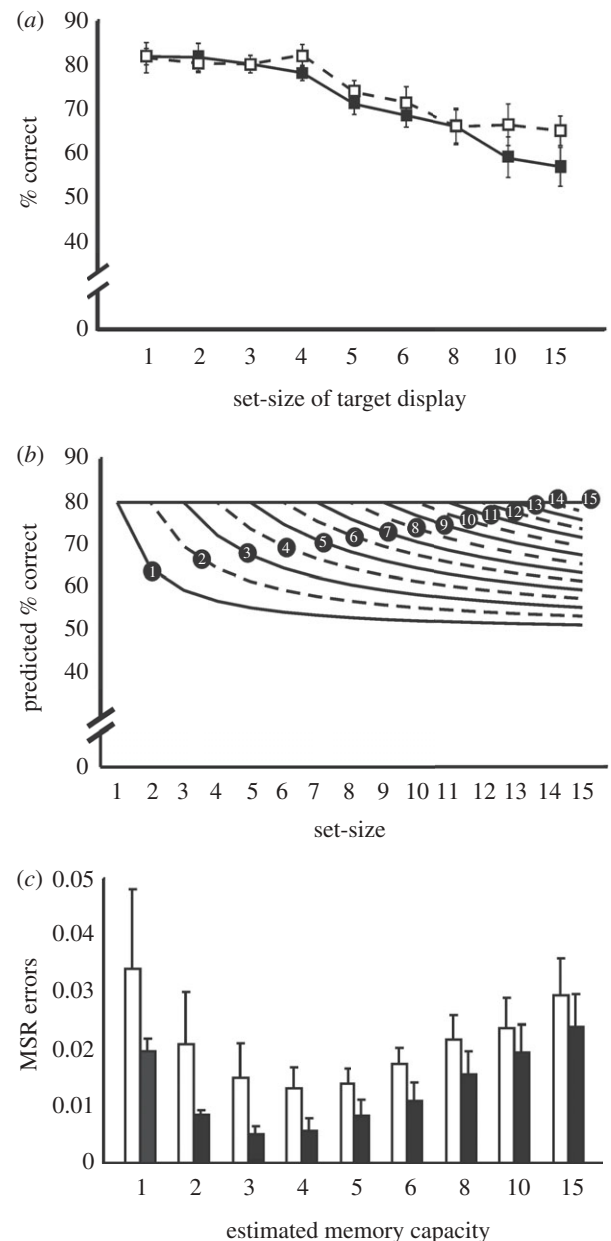 (a)
90
80
70
60
50
40
0
% correct
1 2 3 4 5 6 8 10 15
set-size of target display
(b)
90
80
70
60
50
40
0
predicted % correct
1 2 3 4 5 6 7 8 9 10 11 12 13 14 15
1 2 3 4 5 6 7 8 9 10 11 12 13 14 15
set-size
(c)
0.05
0.04
0.03
0.02
0.01
0
MSR errors
1 2 3 4 5 6 8 10 15
estimated memory capacity